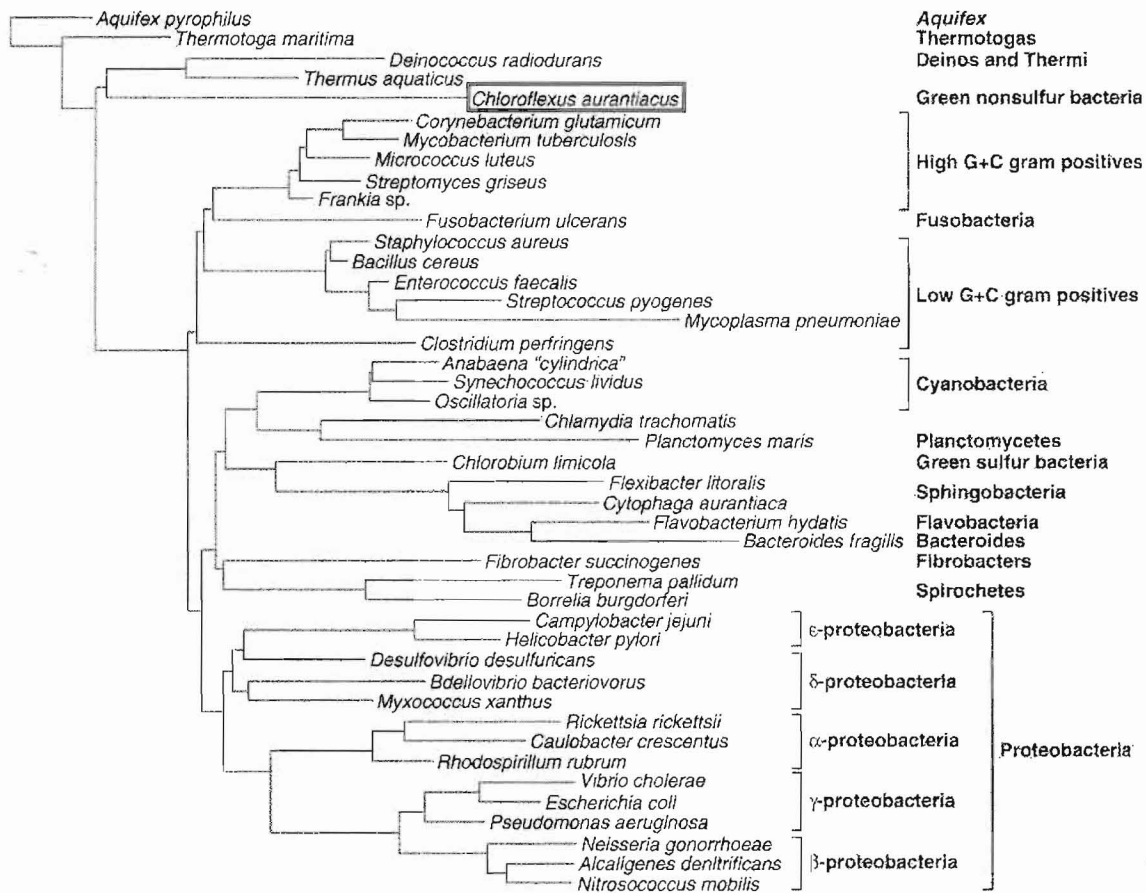 Aquifex pyrophilus Aquifex
Thermotoga maritima Thermotogas
Deinococcus radiodurans Deinos and Thermi
Thermus aquaticus
Chloroflexus aurantiacus Green nonsulfur bacteria
Corynebacterium glutamicum
Mycobacterium tuberculosis
Micrococcus luteus High G+C gram positives
Streptomyces griseus
Frankia sp.
Fusobacterium ulcerans Fusobacteria
Staphylococcus aureus
Bacillus cereus
Enterococcus faecalis Low G+C gram positives
Streptococcus pyogenes
Mycoplasma pneumoniae
Clostridium perfringens
Anabaena “cylindrica”
Synechococcus lividus Cyanobacteria
Oscillatoria sp.
Chlamydia trachomatis
Planctomyces maris Planctomycetes
Chlorobium limicola Green sulfur bacteria
Flexibacter litoralis Sphingobacteria
Cytophaga aurantiaca
Flavobacterium hydatis Flavobacteria
Bacteroides fragilis Bacteroides
Fibrobacter succinogenes Fibrobacters
Treponema pallidum Spirochetes
Borrelia burgdorferi
Campylobacter jejuni ε-proteobacteria
Helicobacter pylori
Desulfovibrio desulfuricans
Bdellovibrio bacteriovorus δ-proteobacteria
Myxococcus xanthus
Rickettsia rickettsii
Caulobacter crescentus α-proteobacteria Proteobacteria
Rhodospirillum rubrum
Vibrio cholerae
Escherichia coli γ-proteobacteria
Pseudomonas aeruginosa
Neisseria gonorrhoeae
Alcaligenes denitrificans β-proteobacteria
Nitrosococcus mobilis